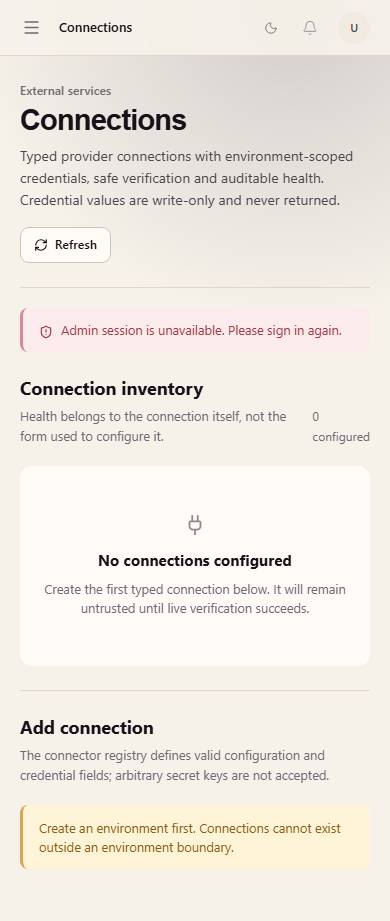 Connections
U
External services
Connections
Typed provider connections with environment-scoped
credentials, safe verification and auditable health.
Credential values are write-only and never returned.
Refresh
Admin session is unavailable. Please sign in again.
Connection inventory
Health belongs to the connection itself, not the
form used to configure it.
0
configured
No connections configured
Create the first typed connection below. It will remain
untrusted until live verification succeeds.
Add connection
The connector registry defines valid configuration and
credential fields; arbitrary secret keys are not accepted.
Create an environment first. Connections cannot exist
outside an environment boundary.